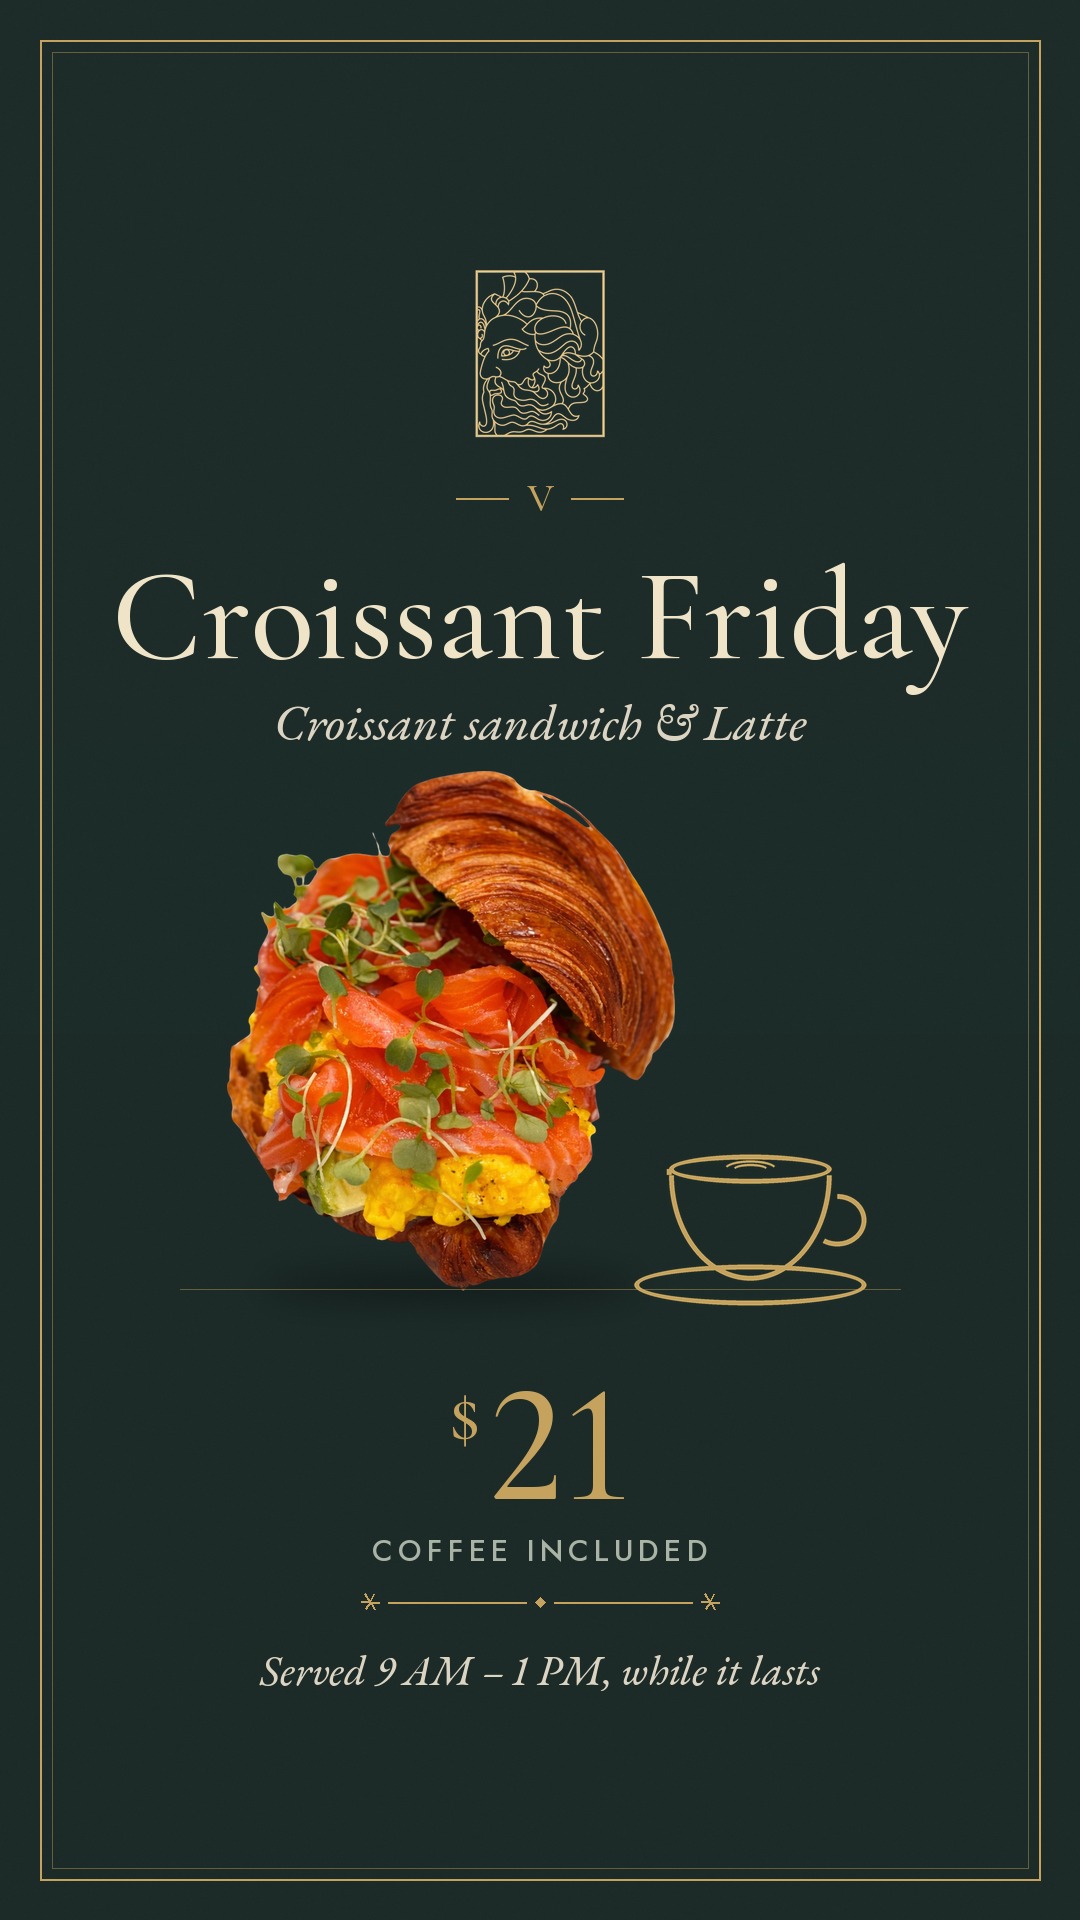 V
Croissant Friday
Croissant sandwich & Latte
$21
COFFEE INCLUDED
Served 9 AM – 1 PM, while it lasts